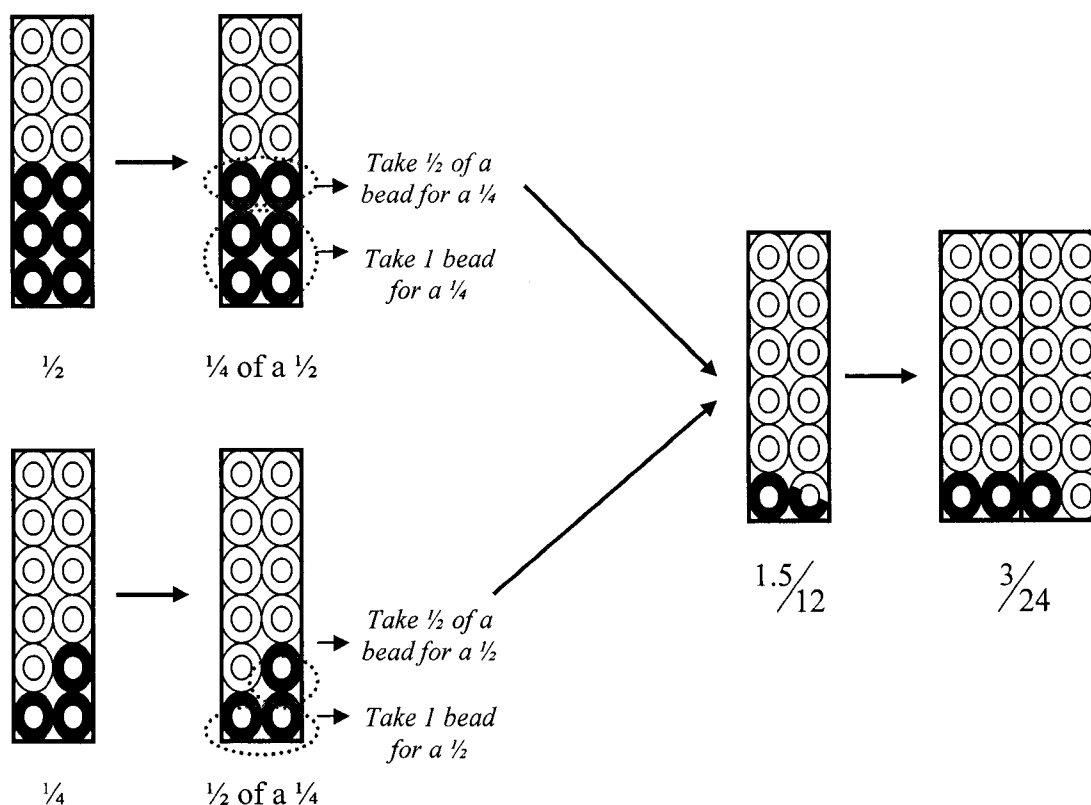 Take ½ of a
bead for a ¼
Take 1 bead
for a ¼
½
¼ of a ½
Take ½ of a
bead for a ½
Take 1 bead
for a ½
¼
½ of a ¼
1.5/12
3/24